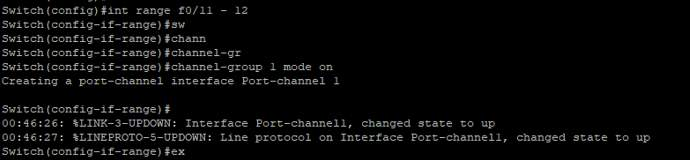 Switch(config)#int range f0/11 - 12
Switch(config-if-range)#sw
Switch(config-if-range)#chann
Switch(config-if-range)#channel-gr
Switch(config-if-range)#channel-group 1 mode on
Creating a port-channel interface Port-channel 1
Switch(config-if-range)#
00:46:26: %LINK-3-UPDOWN: Interface Port-channel1, changed state to up
00:46:27: %LINEPROTO-5-UPDOWN: Line protocol on Interface Port-channel1, changed state to up
Switch(config-if-range)#ex